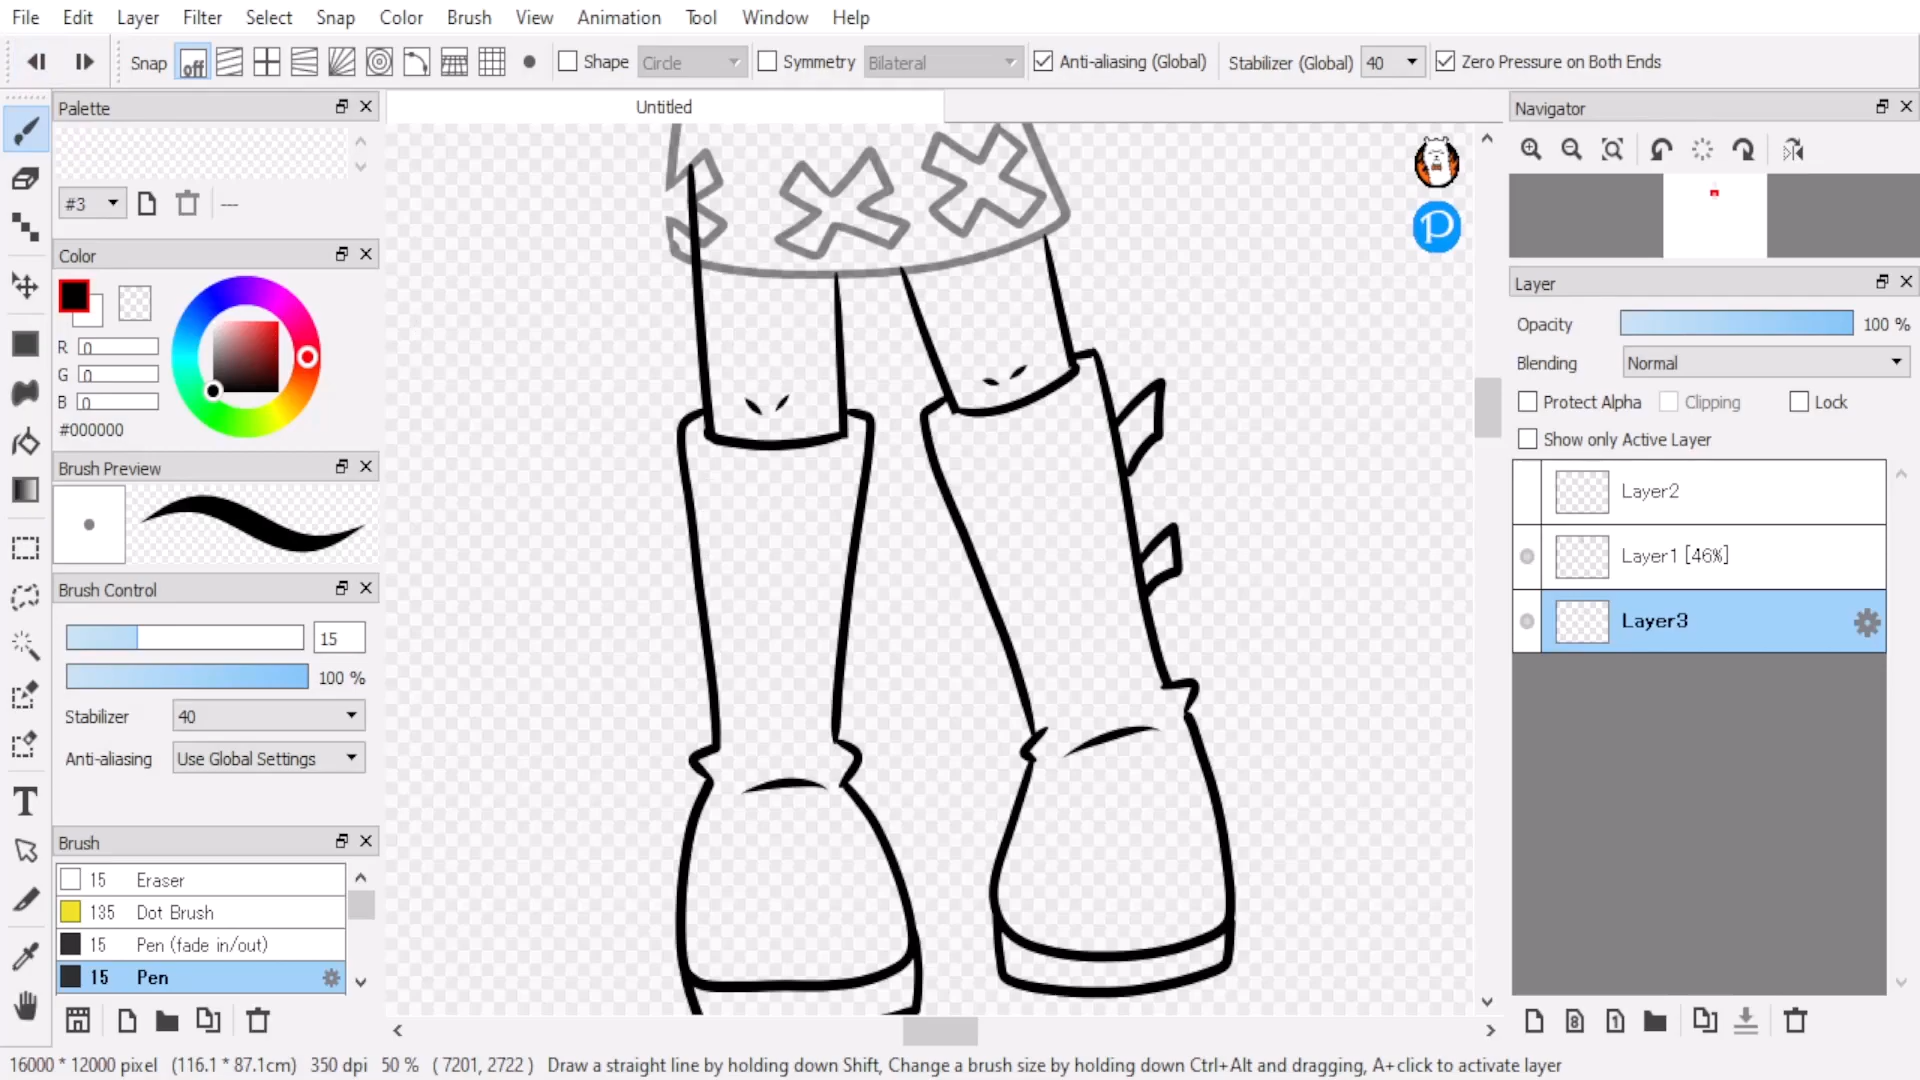 File Edit Layer Filter Select Snap Color Brush View Animation Tool Window Help
Snap off Shape Circle Symmetry Bilateral Anti-aliasing (Global) Stabilizer (Global) 40 Zero Pressure on Both Ends
Palette
#3 ---
Color
R 0
G 0
B 0
#000000
Brush Preview
Brush Control
15
100 %
Stabilizer 40
Anti-aliasing Use Global Settings
Brush
15 Eraser
135 Dot Brush
15 Pen (fade in/out)
15 Pen
Untitled
P
Navigator
Layer
Opacity 100 %
Blending Normal
Protect Alpha Clipping Lock
Show only Active Layer
Layer2
Layer1 [46%]
Layer3
T
8 1
16000 * 12000 pixel (116.1 * 87.1cm) 350 dpi 50 % ( 7201, 2722 ) Draw a straight line by holding down Shift, Change a brush size by holding down Ctrl+Alt and dragging, A+click to activate layer